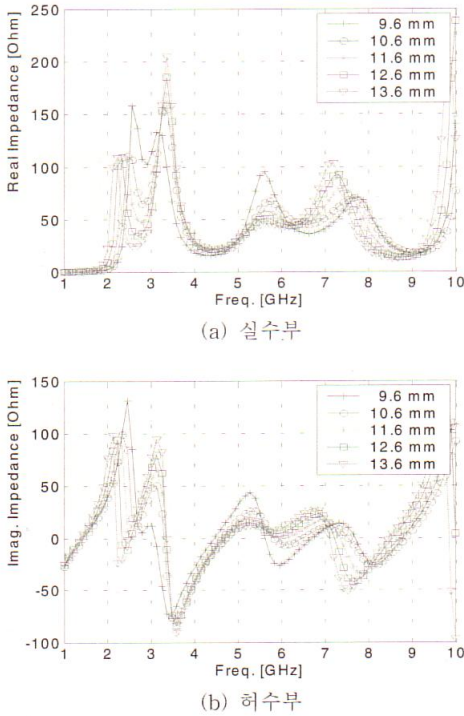 250
200
150
100
50
0
Real Impedance [Ohm]
9.6 mm
10.6 mm
11.6 mm
12.6 mm
13.6 mm
1 2 3 4 5 6 7 8 9 10
Freq. [GHz]
(a) 실수부
150
100
50
0
-50
-100
Imag. Impedance [Ohm]
9.6 mm
10.6 mm
11.6 mm
12.6 mm
13.6 mm
1 2 3 4 5 6 7 8 9 10
Freq. [GHz]
(b) 허수부